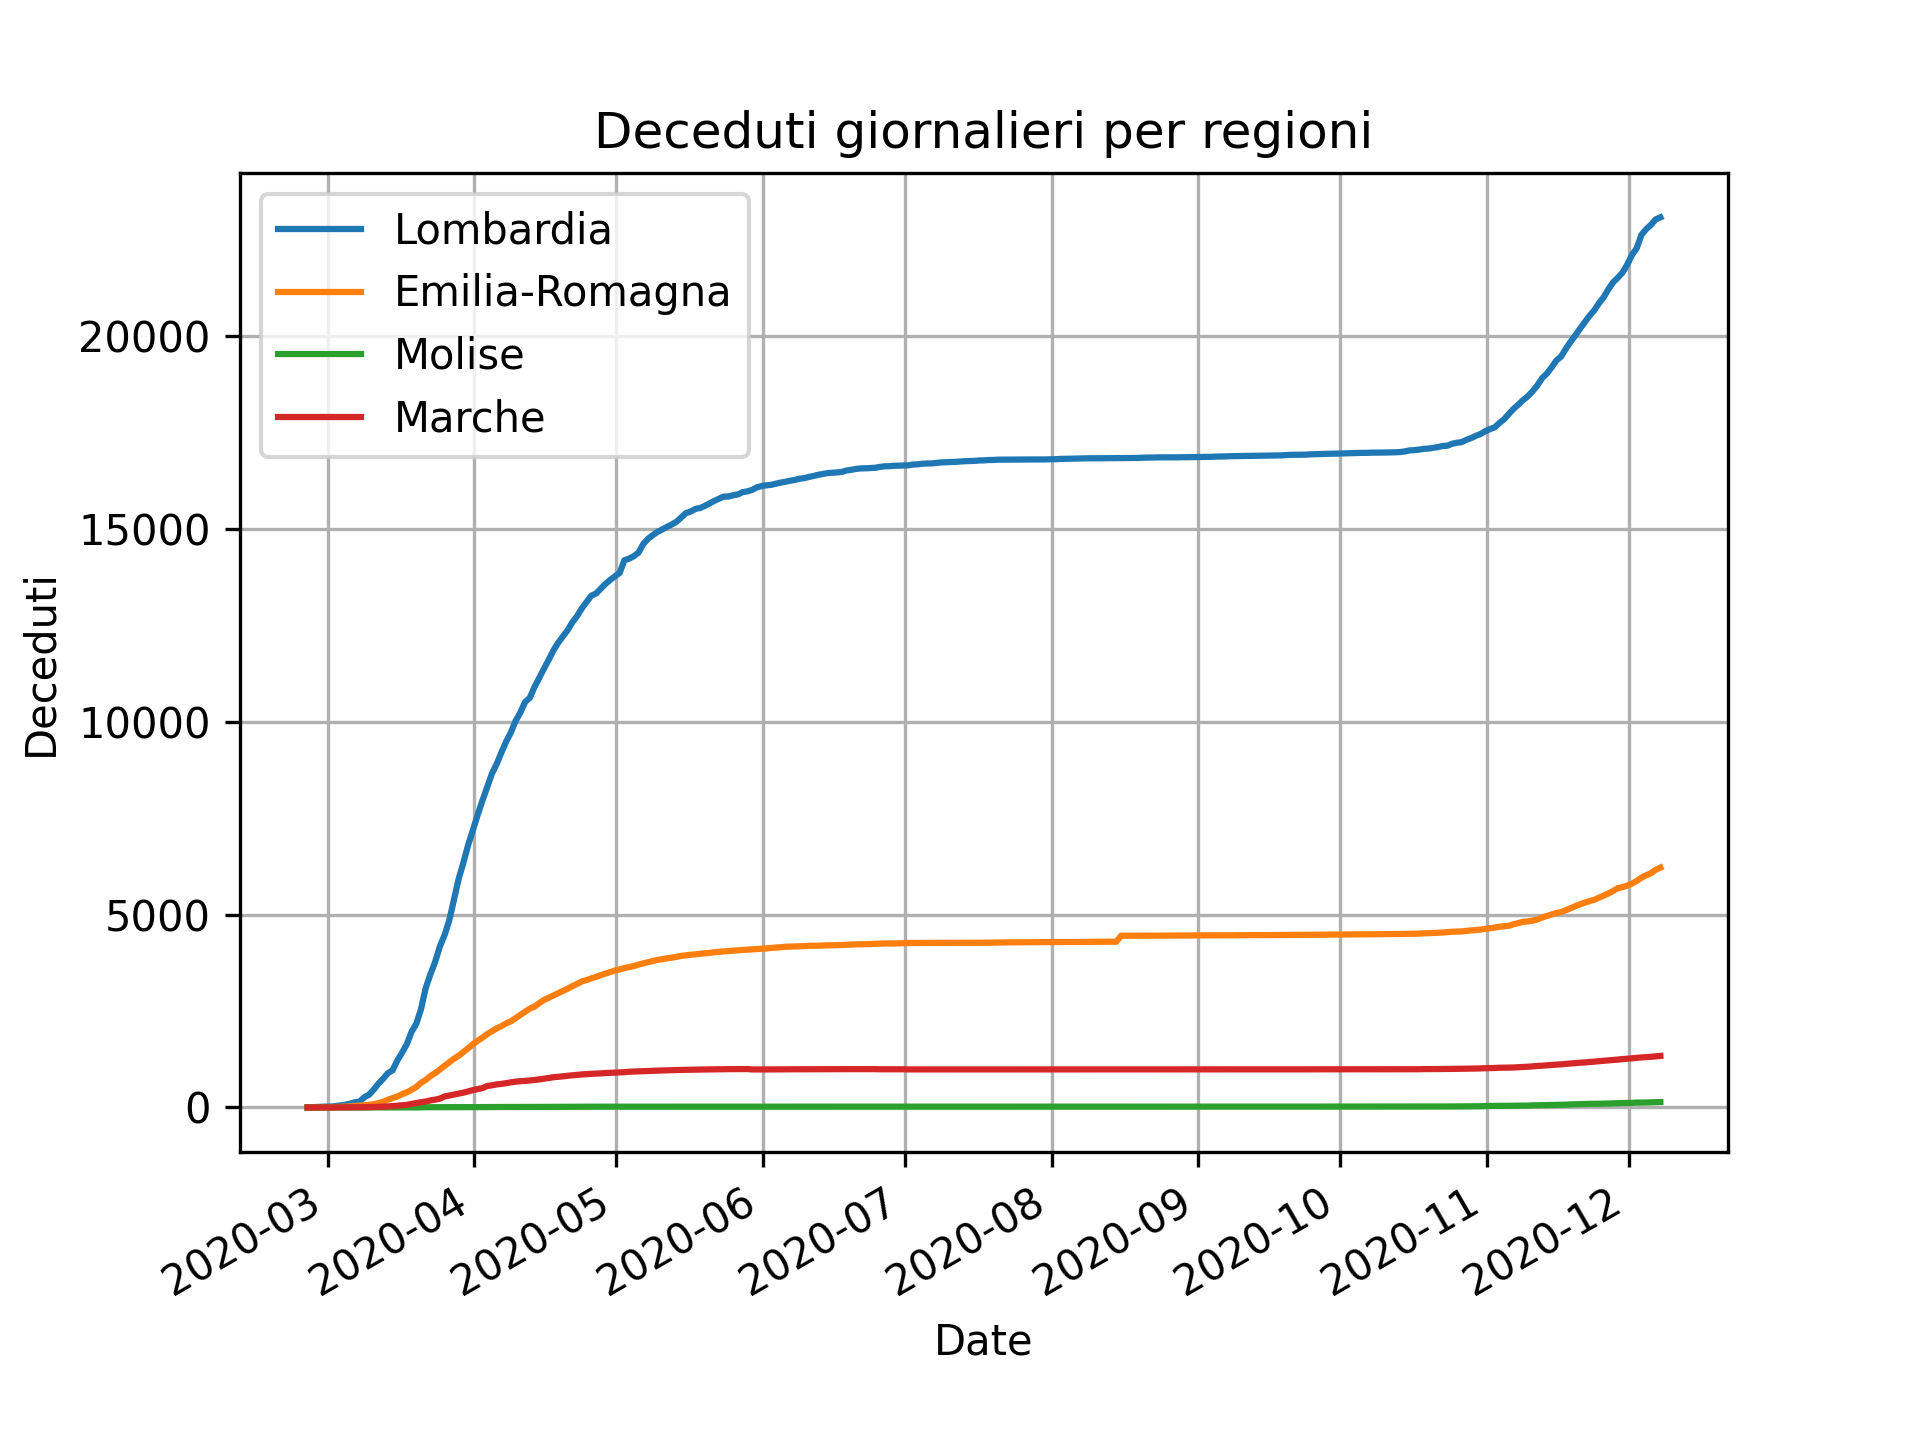 Deceduti giornalieri per regioni
Lombardia
Emilia-Romagna
Molise
Marche
20000
15000
10000
5000
0
Deceduti
2020-03
2020-04
2020-05
2020-06
2020-07
2020-08
2020-09
2020-10
2020-11
2020-12
Date